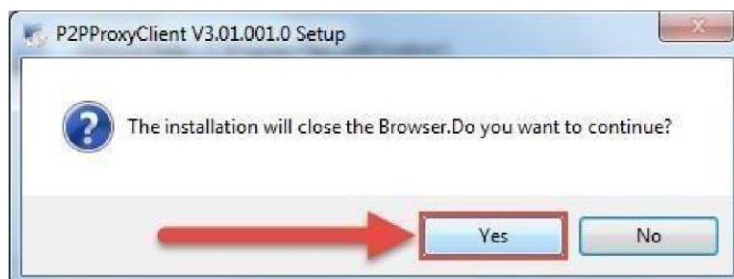 P2PProxyClient V3.01.001.0 Setup
The installation will close the Browser.Do you want to continue?
Yes
No